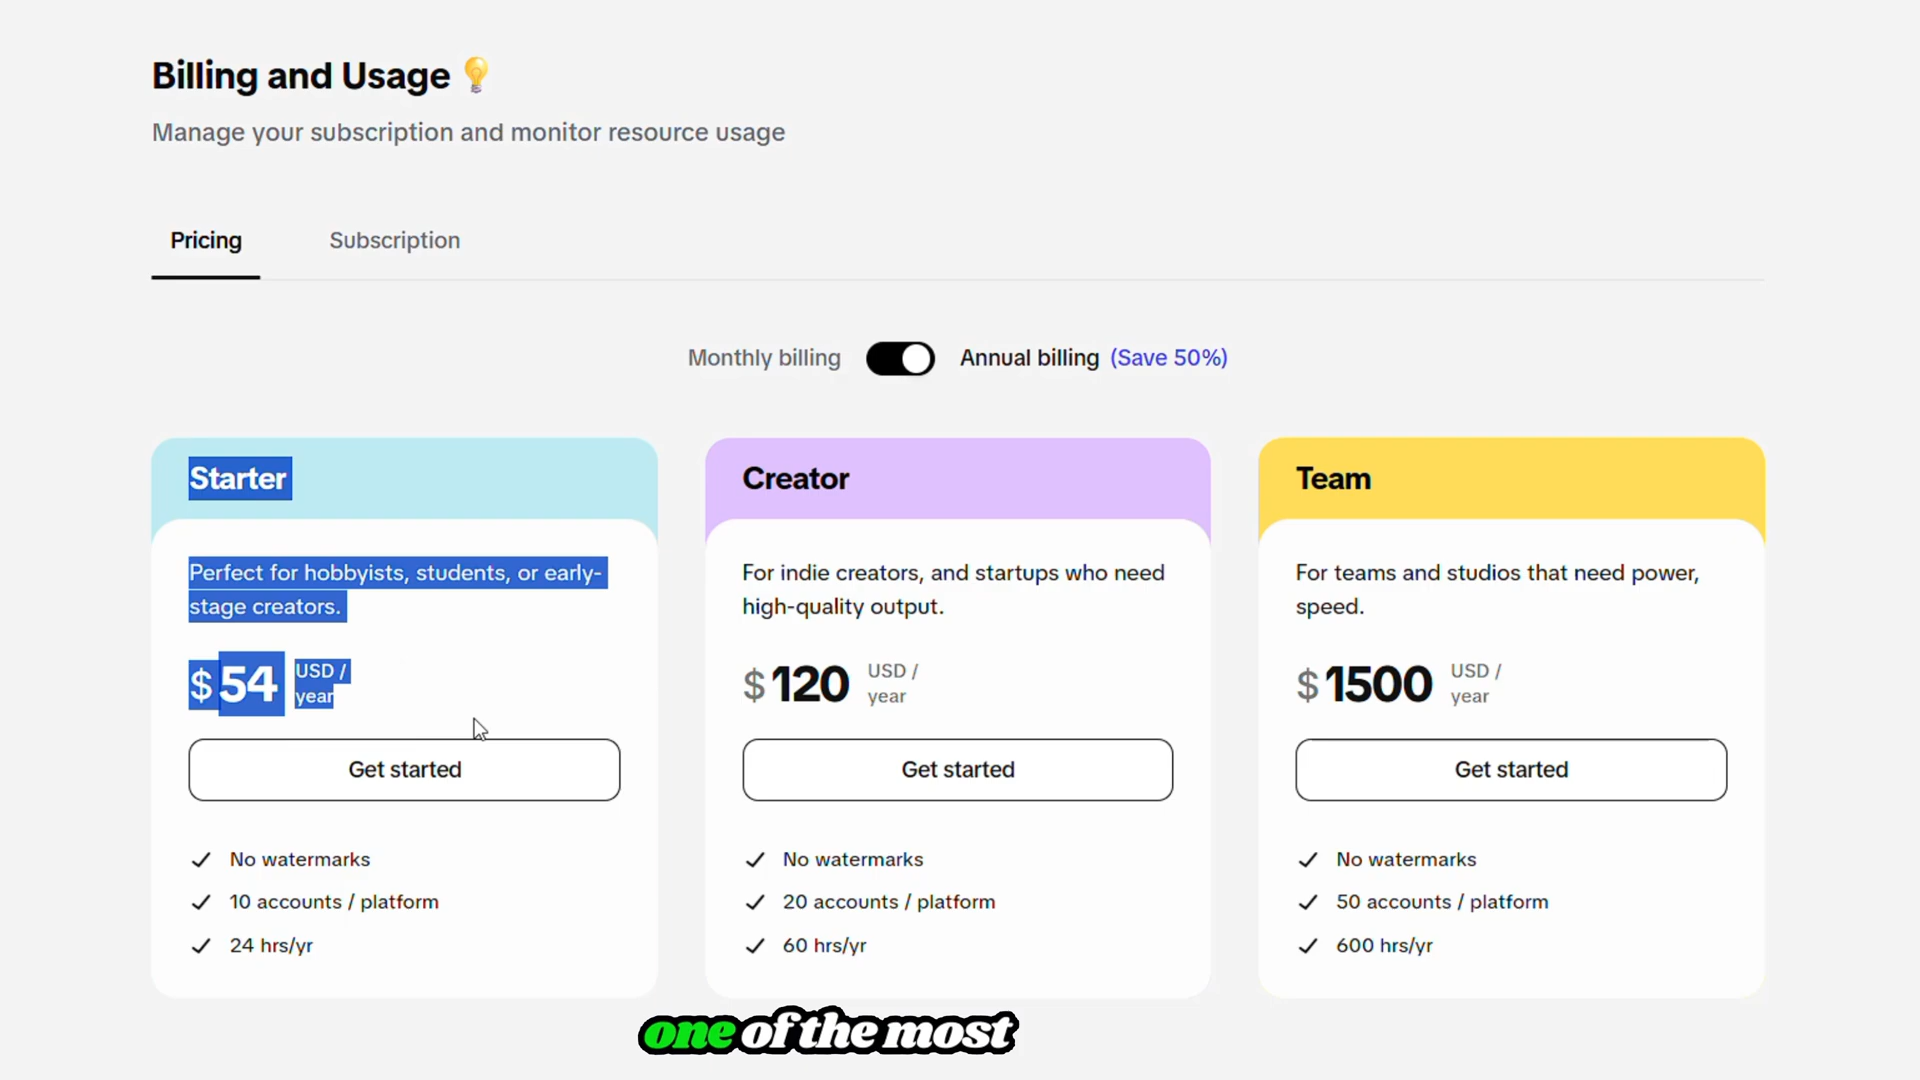 Billing and Usage 💡
Manage your subscription and monitor resource usage
Pricing
Subscription
Monthly billing
Annual billing (Save 50%)
Starter
Perfect for hobbyists, students, or early-
stage creators.
$ 54 USD /
year
Get started
No watermarks
10 accounts / platform
24 hrs/yr
Creator
For indie creators, and startups who need
high-quality output.
$ 120 USD /
year
Get started
No watermarks
20 accounts / platform
60 hrs/yr
Team
For teams and studios that need power,
speed.
$ 1500 USD /
year
Get started
No watermarks
50 accounts / platform
600 hrs/yr
one of the most